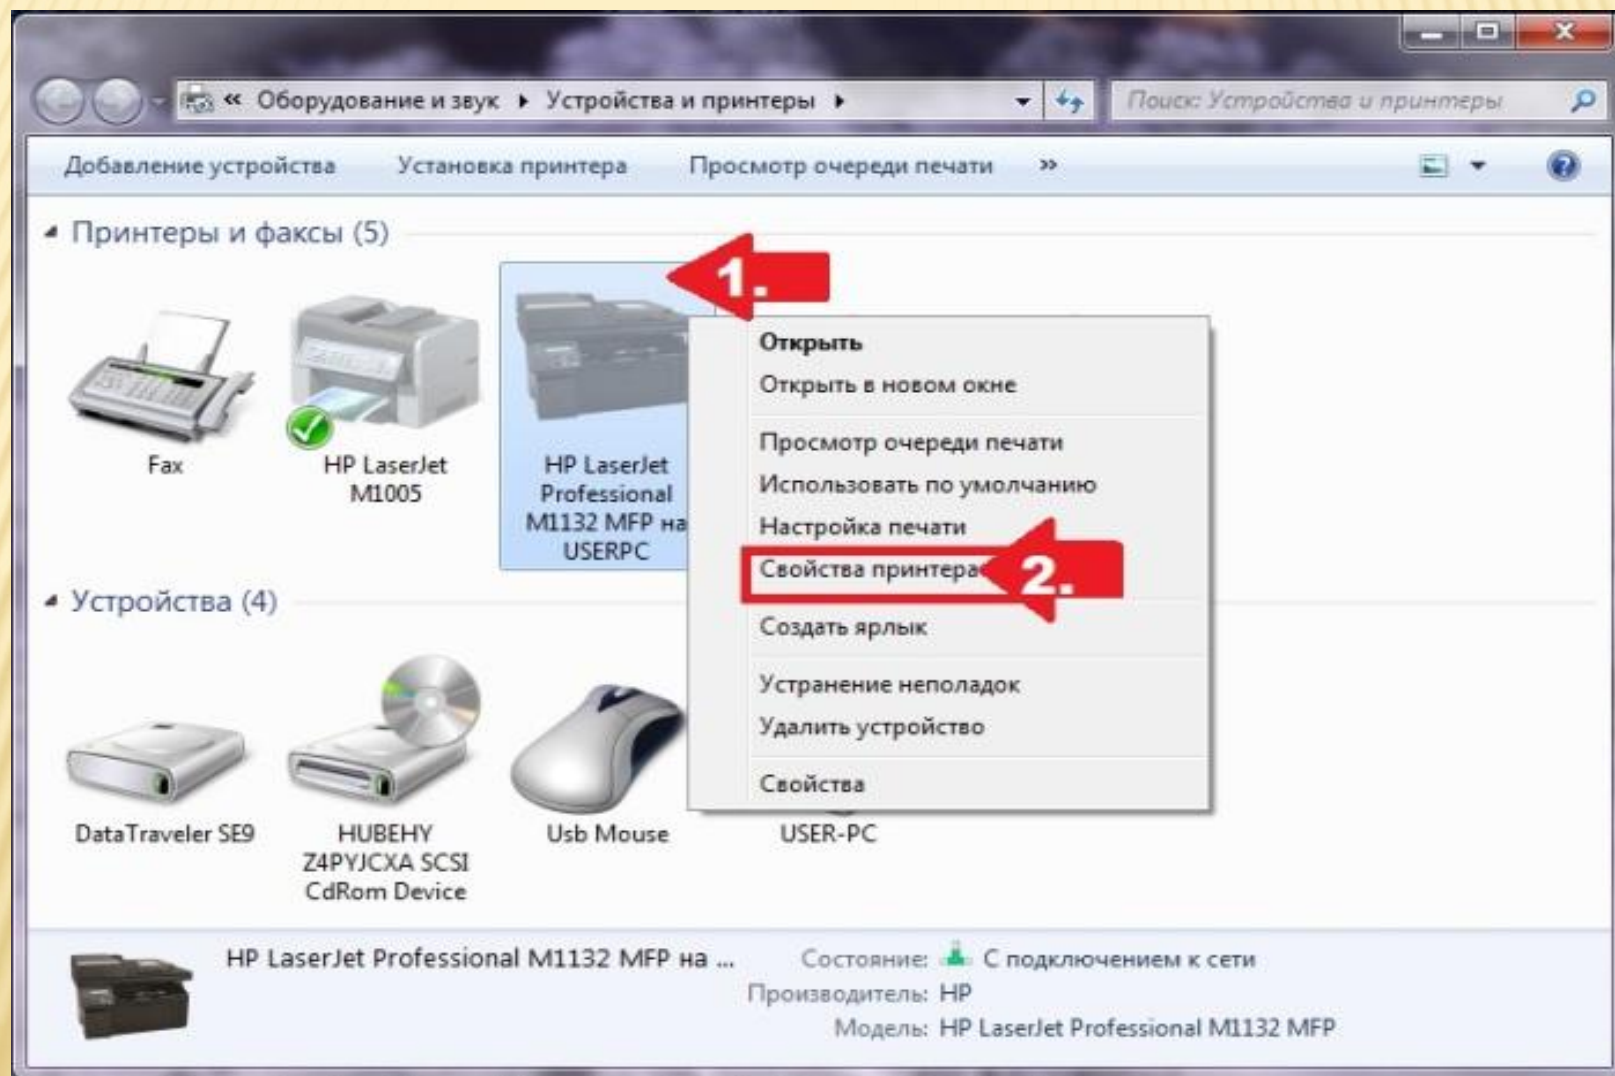 « Оборудование и звук ▸ Устройства и принтеры ▸
Поиск: Устройства и принтеры
Добавление устройства Установка принтера Просмотр очереди печати »
Принтеры и факсы (5)
1.
Fax
HP LaserJet
M1005
HP LaserJet
Professional
M1132 MFP на
USERPC
Открыть
Открыть в новом окне
Просмотр очереди печати
Использовать по умолчанию
Настройка печати
Свойства принтера
2.
Создать ярлык
Устранение неполадок
Удалить устройство
Свойства
Устройства (4)
DataTraveler SE9
HUBEHY
Z4PYJCXA SCSI
CdRom Device
Usb Mouse
USER-PC
HP LaserJet Professional M1132 MFP на ...
Состояние: С подключением к сети
Производитель: HP
Модель: HP LaserJet Professional M1132 MFP